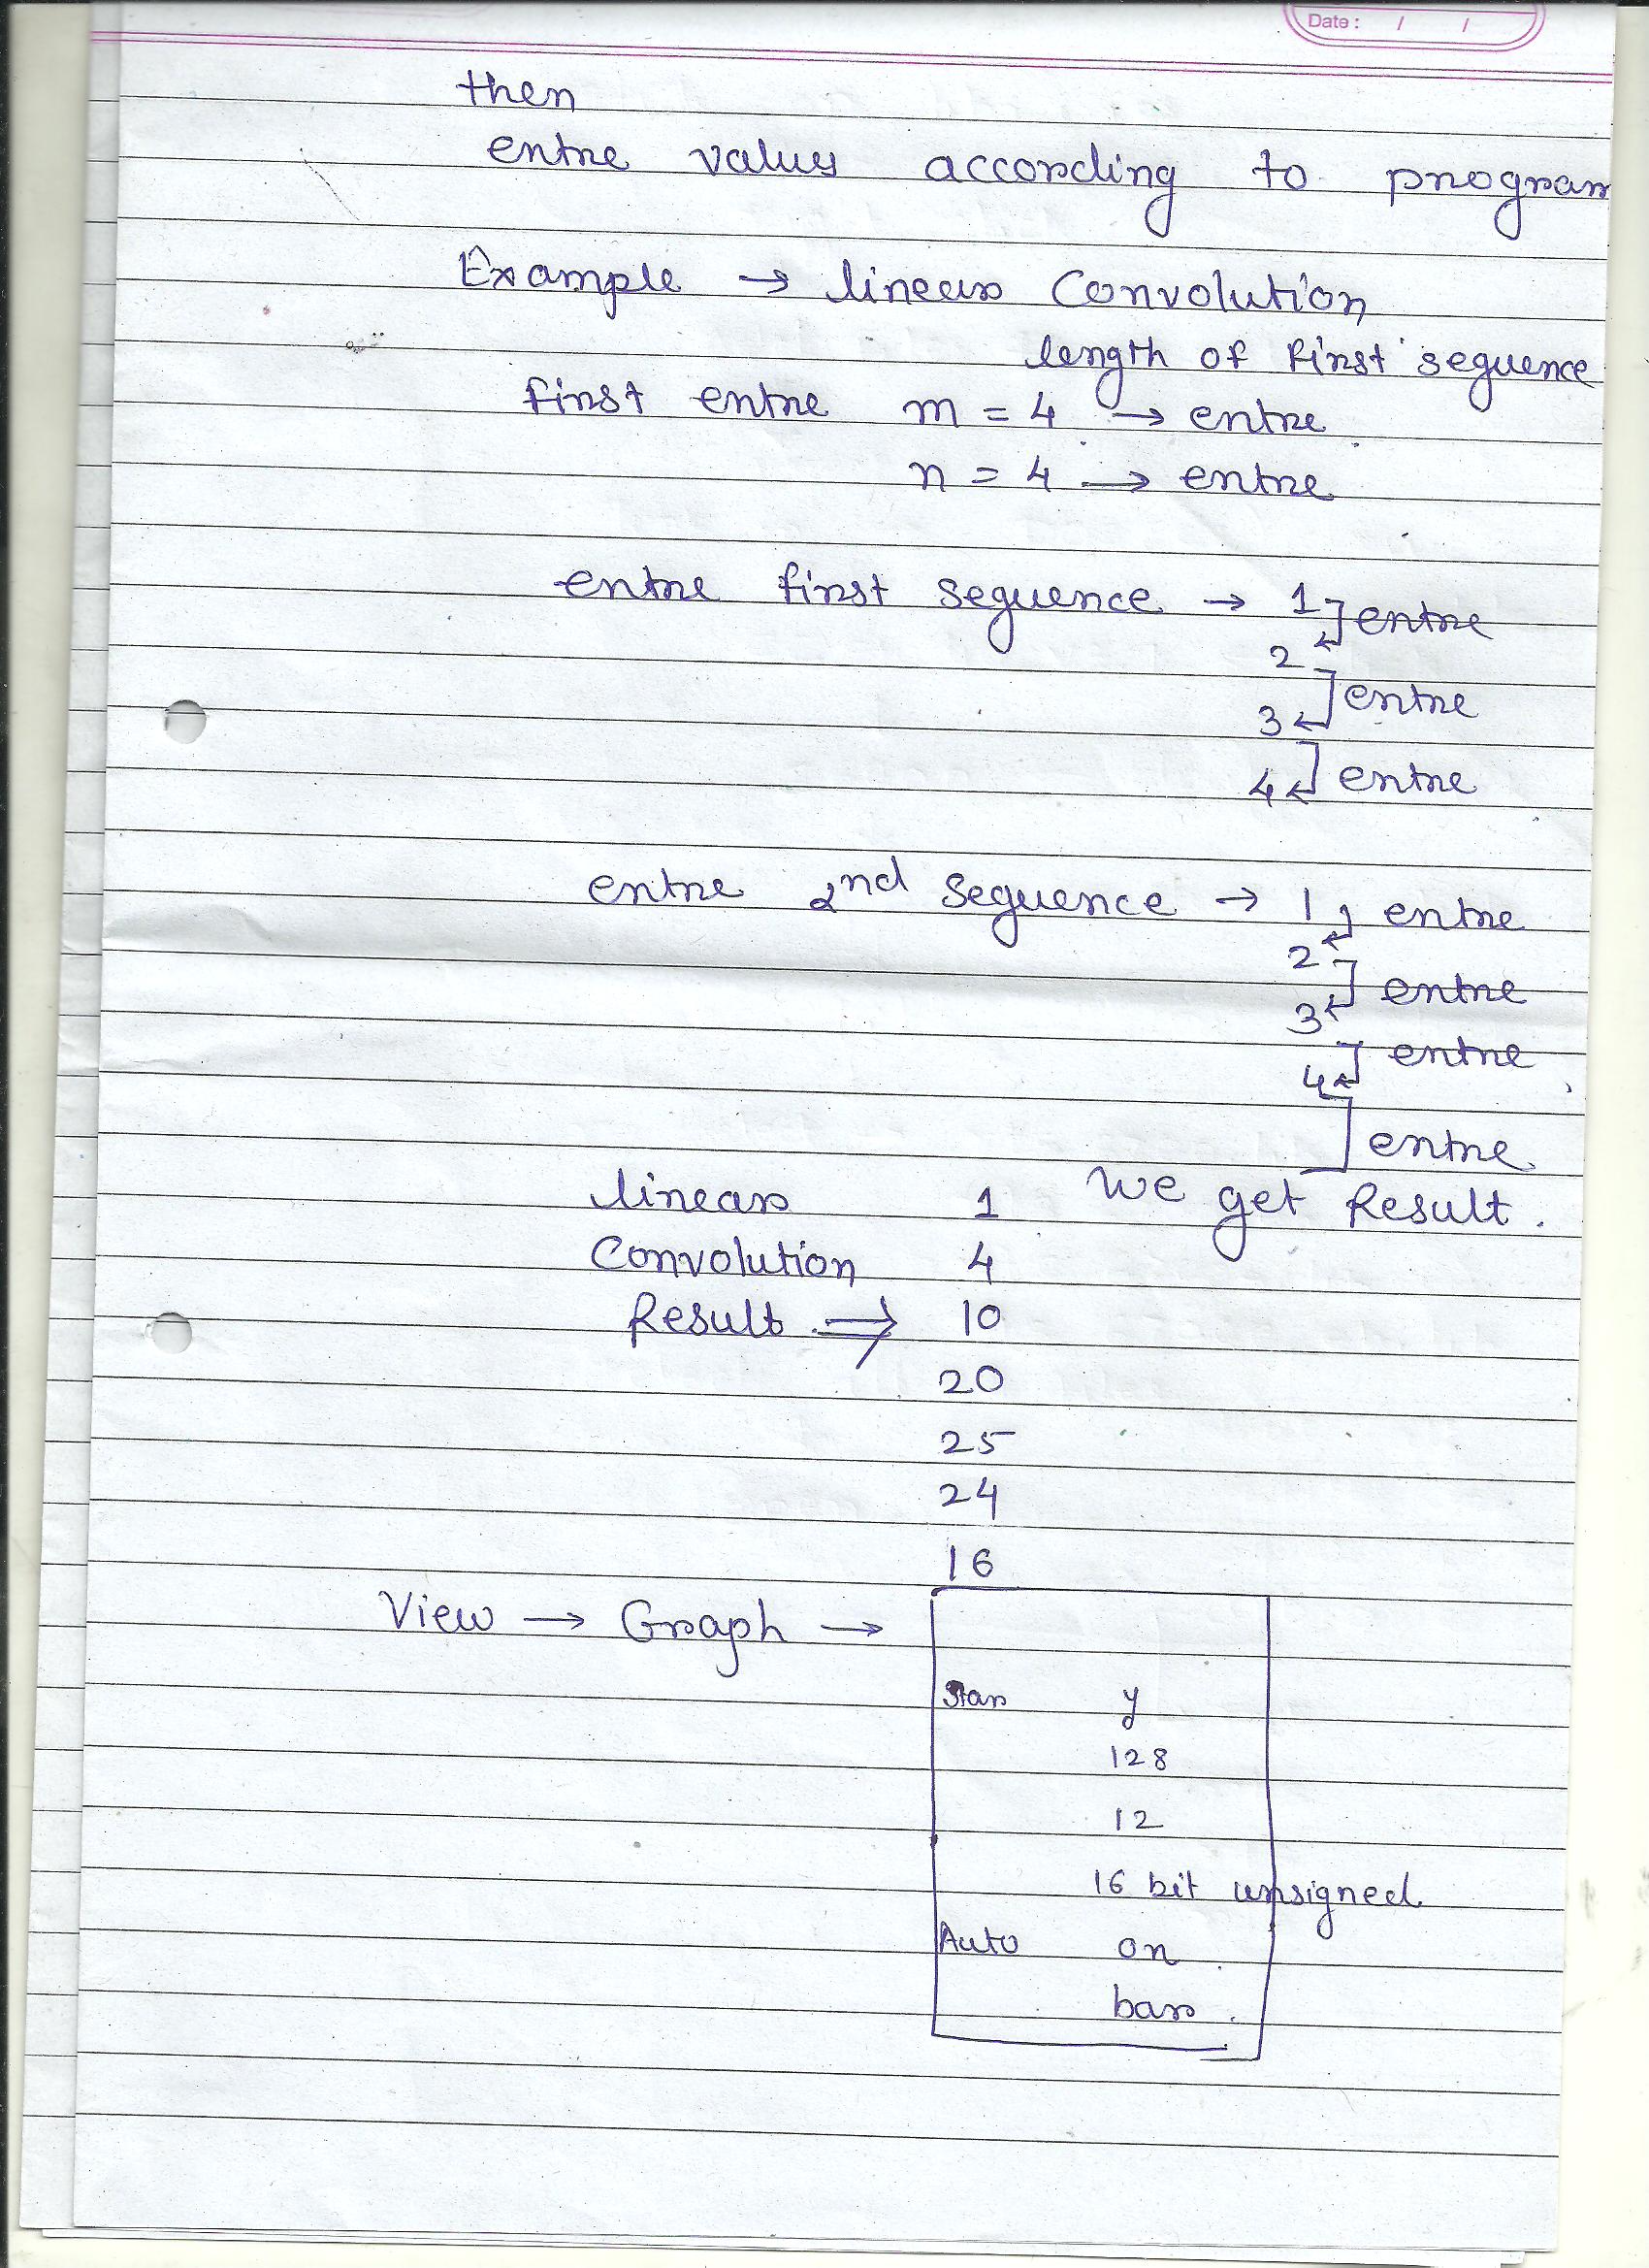 Date : / /
then
entre values according to program
Example → linear Convolution
length of first sequence
first entre m = 4 → entre
n = 4 → entre
entre first sequence → 1 entre
2
entre
3
4 entre
entre 2nd sequence → 1 entre
2
entre
3
entre
4
entre
linear 1 We get Result.
Convolution 4
Result ⇒ 10
20
25
24
16
View → Graph →
Star y
128
12
16 bit unsigned
Auto on
bar